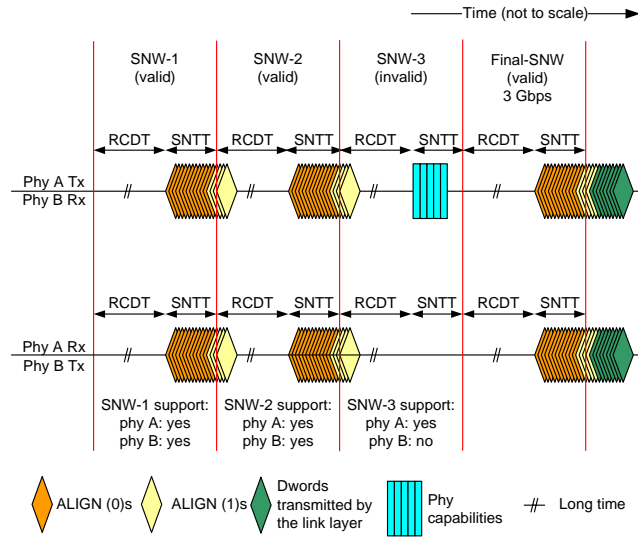 Time (not to scale)
SNW-1
(valid)
SNW-2
(valid)
SNW-3
(invalid)
Final-SNW
(valid)
3 Gbps
RCDT SNTT RCDT SNTT RCDT SNTT RCDT SNTT
Phy A Tx
Phy B Rx
RCDT SNTT RCDT SNTT RCDT SNTT RCDT SNTT
Phy A Rx
Phy B Tx
SNW-1 support:
phy A: yes
phy B: yes
SNW-2 support:
phy A: yes
phy B: yes
SNW-3 support:
phy A: yes
phy B: no
ALIGN (0)s
ALIGN (1)s
Dwords
transmitted by
the link layer
Phy
capabilities
Long time